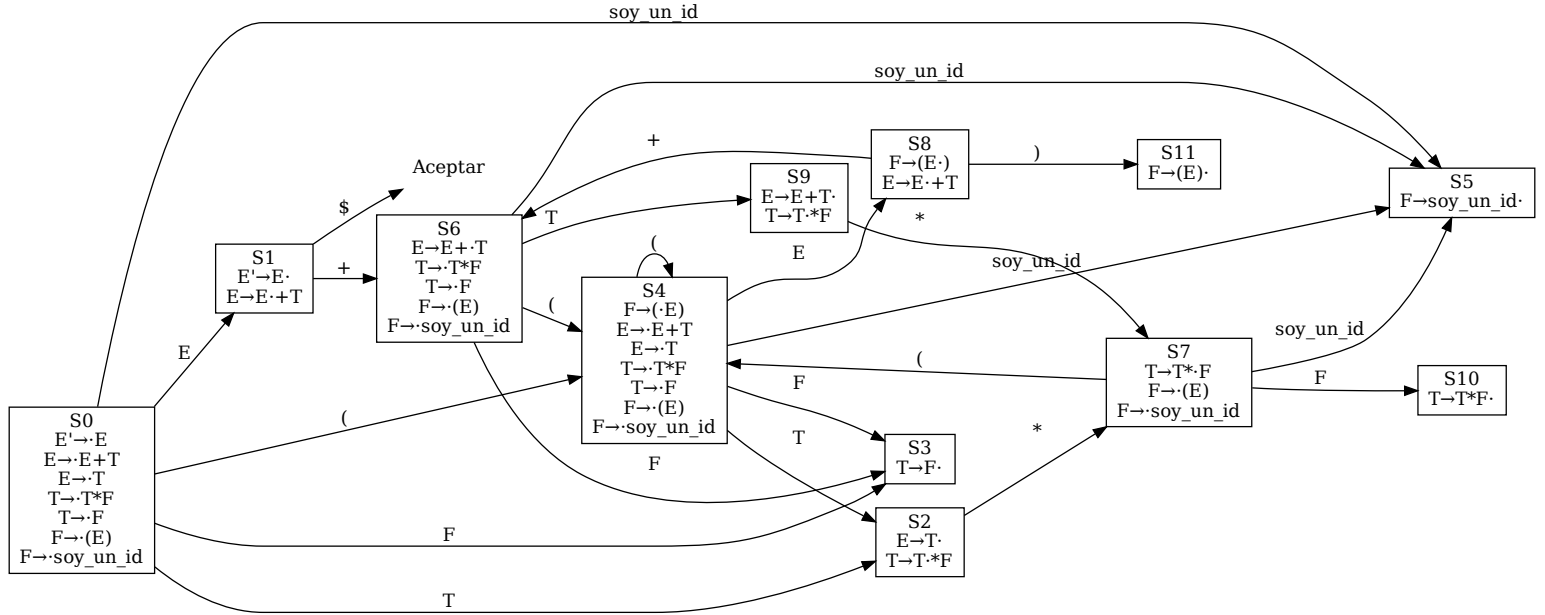 soy_un_id
soy_un_id
+
Aceptar
$
S8
F→(E·)
E→E·+T
)
S11
F→(E)·
S9
E→E+T·
T→T·*F
T
*
S5
F→soy_un_id·
S6
E→E+·T
T→·T*F
T→·F
F→·(E)
F→·soy_un_id
S1
E'→E·
E→E·+T
+
(
E
soy_un_id
(
S4
F→(·E)
E→·E+T
E→·T
T→·T*F
T→·F
F→·(E)
F→·soy_un_id
E
soy_un_id
S7
T→T*·F
F→·(E)
F→·soy_un_id
(
F
F
S10
T→T*F·
S0
E'→·E
E→·E+T
E→·T
T→·T*F
T→·F
F→·(E)
F→·soy_un_id
(
T
*
S3
T→F·
F
F
S2
E→T·
T→T·*F
T